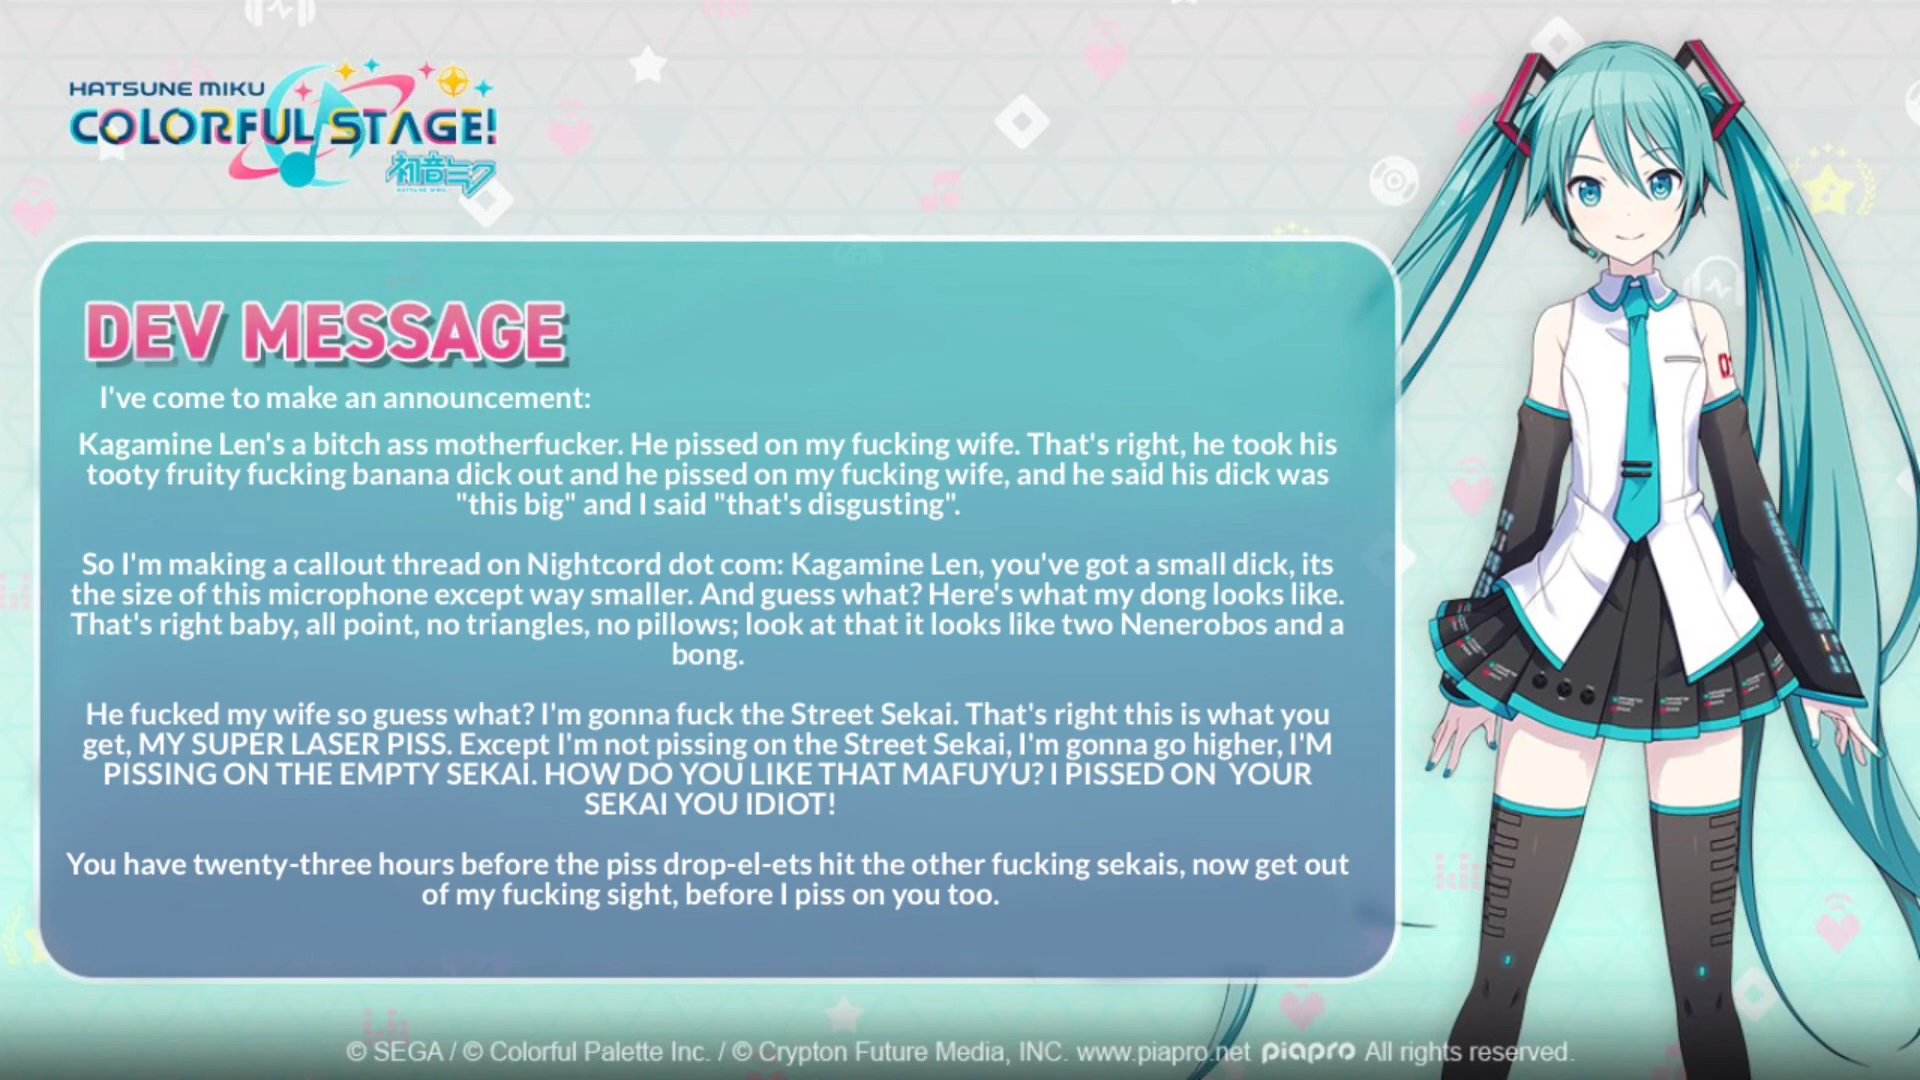 HATSUNE MIKU
COLORFUL STAGE!
初音ミク
HATSUNE MIKU
DEV MESSAGE
I've come to make an announcement:
Kagamine Len's a bitch ass motherfucker. He pissed on my fucking wife. That's right, he took his
tooty fruity fucking banana dick out and he pissed on my fucking wife, and he said his dick was
"this big" and I said "that's disgusting".
So I'm making a callout thread on Nightcord dot com: Kagamine Len, you've got a small dick, its
the size of this microphone except way smaller. And guess what? Here's what my dong looks like.
That's right baby, all point, no triangles, no pillows; look at that it looks like two Nenerobos and a
bong.
He fucked my wife so guess what? I'm gonna fuck the Street Sekai. That's right this is what you
get, MY SUPER LASER PISS. Except I'm not pissing on the Street Sekai, I'm gonna go higher, I'M
PISSING ON THE EMPTY SEKAI. HOW DO YOU LIKE THAT MAFUYU? I PISSED ON YOUR
SEKAI YOU IDIOT!
You have twenty-three hours before the piss drop-el-ets hit the other fucking sekais, now get out
of my fucking sight, before I piss on you too.
© SEGA / © Colorful Palette Inc. / © Crypton Future Media, INC. www.piapro.net piapro All rights reserved.